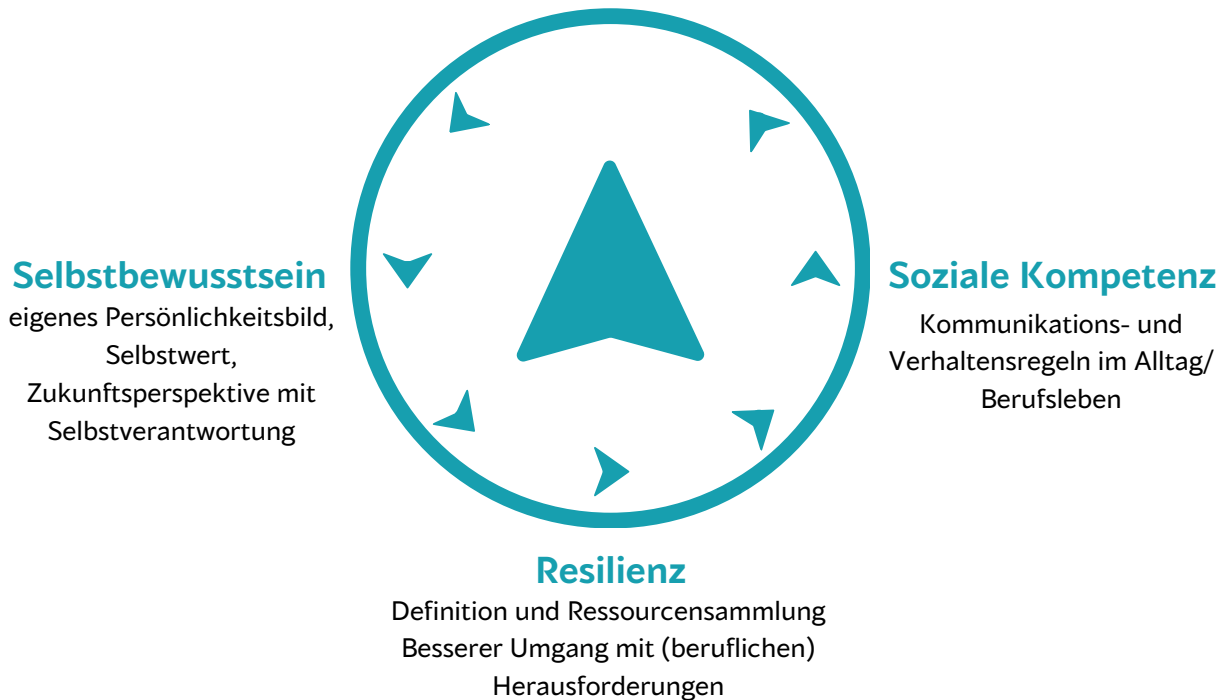 Selbstbewusstsein
eigenes Persönlichkeitsbild,
Selbstwert,
Zukunftsperspektive mit
Selbstverantwortung
Soziale Kompetenz
Kommunikations- und
Verhaltensregeln im Alltag/
Berufsleben
Resilienz
Definition und Ressourcensammlung
Besserer Umgang mit (beruflichen)
Herausforderungen